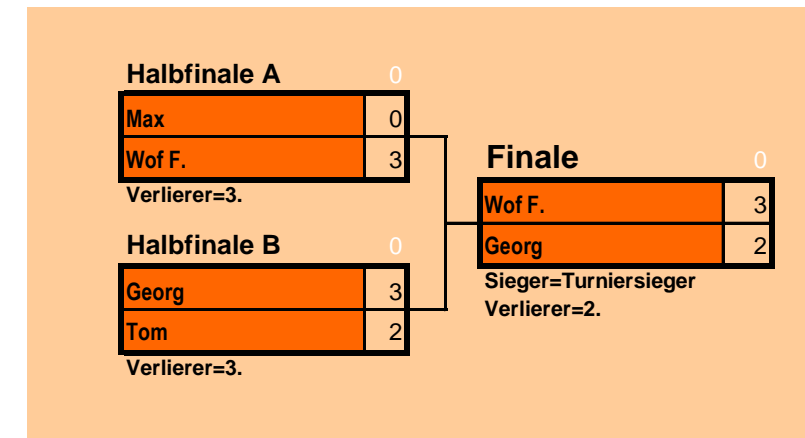 Halbfinale A 0
Max 0
Wof F. 3
Verlierer=3.
Halbfinale B 0
Georg 3
Tom 2
Verlierer=3.
Finale 0
Wof F. 3
Georg 2
Sieger=Turniersieger
Verlierer=2.